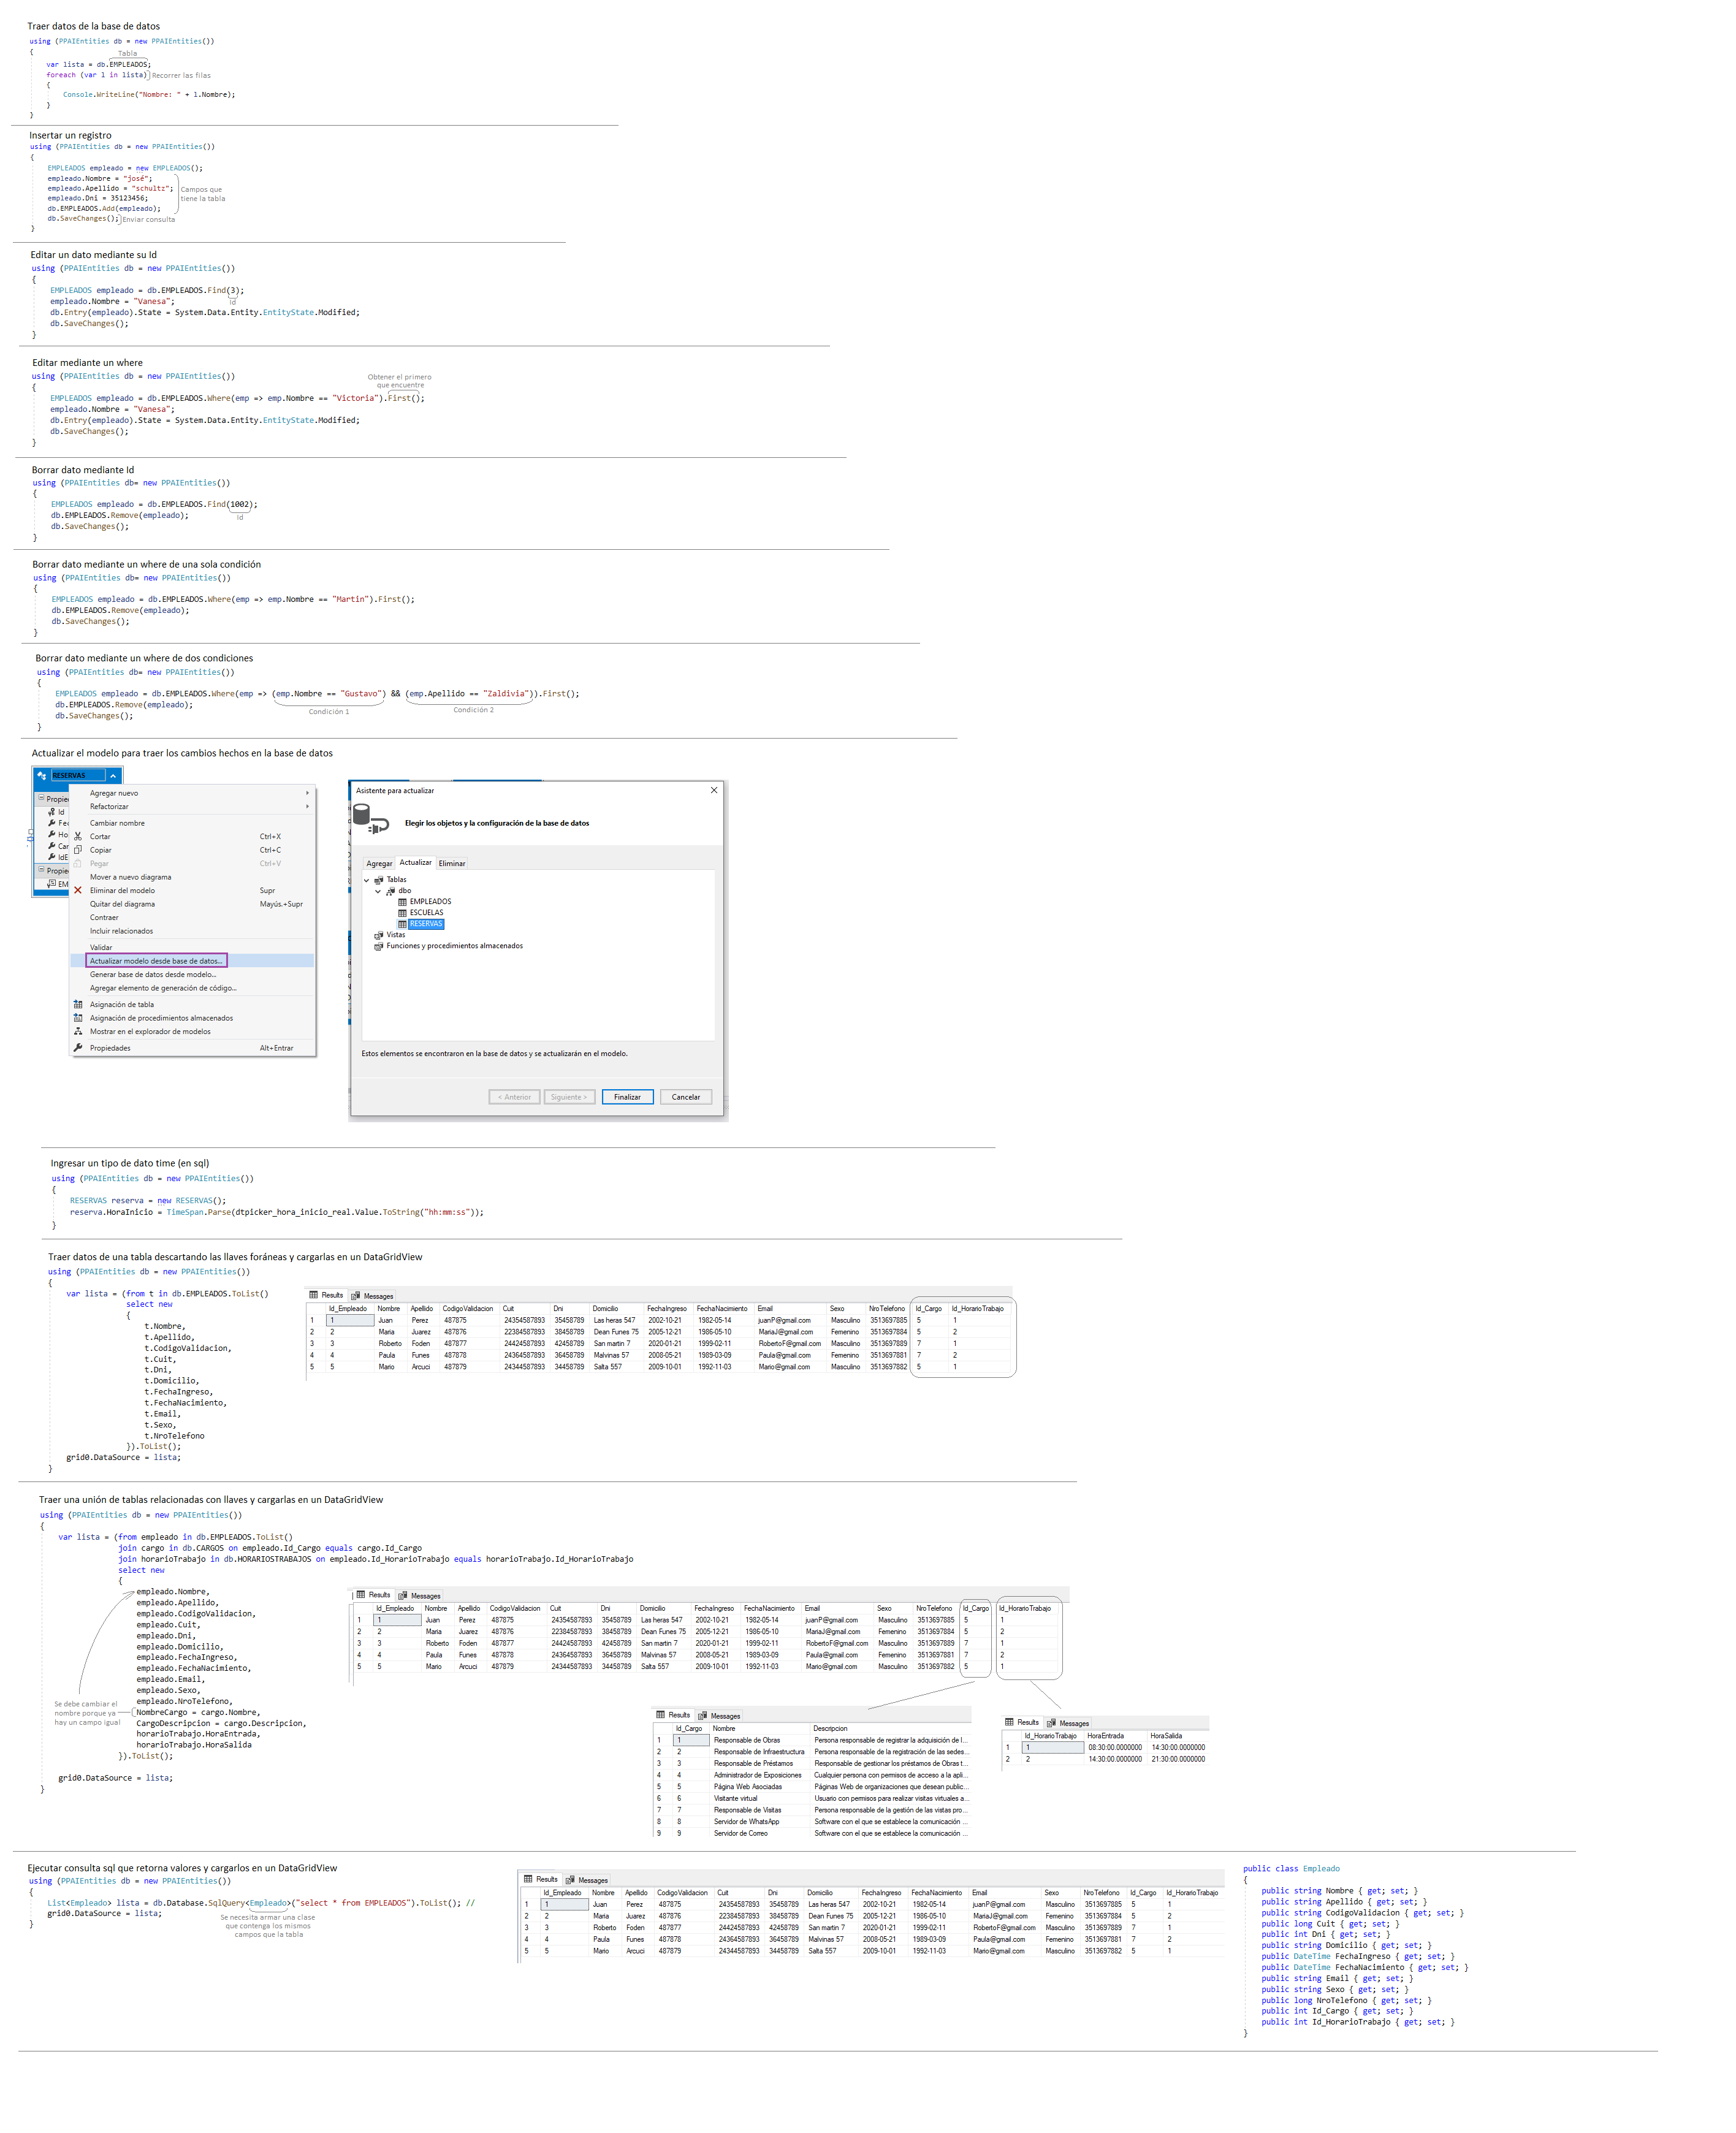 Traer datos de la base de datos
using (PPAIEntities db = new PPAIEntities())
{
Tabla
var lista = db.EMPLEADOS;
foreach (var l in lista) Recorrer las filas
{
Console.WriteLine("Nombre: " + l.Nombre);
}
}
Insertar un registro
using (PPAIEntities db = new PPAIEntities())
{
EMPLEADOS empleado = new EMPLEADOS();
empleado.Nombre = "josé";
empleado.Apellido = "schultz";
Campos que
tiene la tabla
empleado.Dni = 35123456;
db.EMPLEADOS.Add(empleado);
db.SaveChanges(); Enviar consulta
}
Editar un dato mediante su Id
using (PPAIEntities db = new PPAIEntities())
{
EMPLEADOS empleado = db.EMPLEADOS.Find(3);
Id
empleado.Nombre = "Vanesa";
db.Entry(empleado).State = System.Data.Entity.EntityState.Modified;
db.SaveChanges();
}
Editar mediante un where
using (PPAIEntities db = new PPAIEntities())
Obtener el primero
que encuentre
{
EMPLEADOS empleado = db.EMPLEADOS.Where(emp => emp.Nombre == "Victoria").First();
empleado.Nombre = "Vanesa";
db.Entry(empleado).State = System.Data.Entity.EntityState.Modified;
db.SaveChanges();
}
Borrar dato mediante Id
using (PPAIEntities db= new PPAIEntities())
{
EMPLEADOS empleado = db.EMPLEADOS.Find(1002);
Id
db.EMPLEADOS.Remove(empleado);
db.SaveChanges();
}
Borrar dato mediante un where de una sola condición
using (PPAIEntities db= new PPAIEntities())
{
EMPLEADOS empleado = db.EMPLEADOS.Where(emp => emp.Nombre == "Martin").First();
db.EMPLEADOS.Remove(empleado);
db.SaveChanges();
}
Borrar dato mediante un where de dos condiciones
using (PPAIEntities db= new PPAIEntities())
{
EMPLEADOS empleado = db.EMPLEADOS.Where(emp => (emp.Nombre == "Gustavo") && (emp.Apellido == "Zaldivia")).First();
Condición 1 Condición 2
db.EMPLEADOS.Remove(empleado);
db.SaveChanges();
}
Actualizar el modelo para traer los cambios hechos en la base de datos
RESERVAS
Propie
Id
Fec
Ho
Car
IdE
Propie
EM
Agregar nuevo
Refactorizar
Cambiar nombre
Cortar Ctrl+X
Copiar Ctrl+C
Pegar Ctrl+V
Mover a nuevo diagrama
Eliminar del modelo Supr
Quitar del diagrama Mayús.+Supr
Contraer
Incluir relacionados
Validar
Actualizar modelo desde base de datos...
Generar base de datos desde modelo...
Agregar elemento de generación de código...
Asignación de tabla
Asignación de procedimientos almacenados
Mostrar en el explorador de modelos
Propiedades Alt+Entrar
Asistente para actualizar
Elegir los objetos y la configuración de la base de datos
Agregar Actualizar Eliminar
Tablas
dbo
EMPLEADOS
ESCUELAS
RESERVAS
Vistas
Funciones y procedimientos almacenados
Estos elementos se encontraron en la base de datos y se actualizarán en el modelo.
< Anterior Siguiente > Finalizar Cancelar
Ingresar un tipo de dato time (en sql)
using (PPAIEntities db = new PPAIEntities())
{
RESERVAS reserva = new RESERVAS();
reserva.HoraInicio = TimeSpan.Parse(dtpicker_hora_inicio_real.Value.ToString("hh:mm:ss"));
}
Traer datos de una tabla descartando las llaves foráneas y cargarlas en un DataGridView
using (PPAIEntities db = new PPAIEntities())
{
var lista = (from t in db.EMPLEADOS.ToList()
select new
{
t.Nombre,
t.Apellido,
t.CodigoValidacion,
t.Cuit,
t.Dni,
t.Domicilio,
t.FechaIngreso,
t.FechaNacimiento,
t.Email,
t.Sexo,
t.NroTelefono
}).ToList();
grid0.DataSource = lista;
}
Results Messages
Id_Empleado Nombre Apellido CodigoValidacion Cuit Dni Domicilio FechaIngreso FechaNacimiento Email Sexo NroTelefono Id_Cargo Id_HorarioTrabajo
1 1 Juan Perez 487875 24354587893 35458789 Las heras 547 2002-10-21 1982-05-14 juanP@gmail.com Masculino 3513697885 5 1
2 2 Maria Juarez 487876 22384587893 38458789 Dean Funes 75 2005-12-21 1986-05-10 MariaJ@gmail.com Femenino 3513697884 5 2
3 3 Roberto Foden 487877 24424587893 42458789 San martin 7 2020-01-21 1999-02-11 RobertoF@gmail.com Masculino 3513697889 7 1
4 4 Paula Funes 487878 24364587893 36458789 Malvinas 57 2008-05-21 1989-03-09 Paula@gmail.com Femenino 3513697881 7 2
5 5 Mario Arcuci 487879 24344587893 34458789 Salta 557 2009-10-01 1992-11-03 Mario@gmail.com Masculino 3513697882 5 1
Traer una unión de tablas relacionadas con llaves y cargarlas en un DataGridView
using (PPAIEntities db = new PPAIEntities())
{
var lista = (from empleado in db.EMPLEADOS.ToList()
join cargo in db.CARGOS on empleado.Id_Cargo equals cargo.Id_Cargo
join horarioTrabajo in db.HORARIOSTRABAJOS on empleado.Id_HorarioTrabajo equals horarioTrabajo.Id_HorarioTrabajo
select new
{
empleado.Nombre,
empleado.Apellido,
empleado.CodigoValidacion,
empleado.Cuit,
empleado.Dni,
empleado.Domicilio,
empleado.FechaIngreso,
empleado.FechaNacimiento,
empleado.Email,
empleado.Sexo,
empleado.NroTelefono,
NombreCargo = cargo.Nombre,
CargoDescripcion = cargo.Descripcion,
horarioTrabajo.HoraEntrada,
horarioTrabajo.HoraSalida
}).ToList();
grid0.DataSource = lista;
}
Se debe cambiar el
nombre porque ya
hay un campo igual
Results Messages
Id_Empleado Nombre Apellido CodigoValidacion Cuit Dni Domicilio FechaIngreso FechaNacimiento Email Sexo NroTelefono Id_Cargo Id_HorarioTrabajo
1 1 Juan Perez 487875 24354587893 35458789 Las heras 547 2002-10-21 1982-05-14 juanP@gmail.com Masculino 3513697885 5 1
2 2 Maria Juarez 487876 22384587893 38458789 Dean Funes 75 2005-12-21 1986-05-10 MariaJ@gmail.com Femenino 3513697884 5 2
3 3 Roberto Foden 487877 24424587893 42458789 San martin 7 2020-01-21 1999-02-11 RobertoF@gmail.com Masculino 3513697889 7 1
4 4 Paula Funes 487878 24364587893 36458789 Malvinas 57 2008-05-21 1989-03-09 Paula@gmail.com Femenino 3513697881 7 2
5 5 Mario Arcuci 487879 24344587893 34458789 Salta 557 2009-10-01 1992-11-03 Mario@gmail.com Masculino 3513697882 5 1
Results Messages
Id_Cargo Nombre Descripcion
1 1 Responsable de Obras Persona responsable de registrar la adquisición de l...
2 2 Responsable de Infraestructura Persona responsable de la registración de las sedes...
3 3 Responsable de Préstamos Responsable de gestionar los préstamos de Obras t...
4 4 Administrador de Exposiciones Cualquier persona con permisos de acceso a la apli...
5 5 Página Web Asociadas Páginas Web de organizaciones que desean public...
6 6 Visitante virtual Usuario con permisos para realizar visitas virtuales a...
7 7 Responsable de Visitas Persona responsable de la gestión de las vistas pro...
8 8 Servidor de WhatsApp Software con el que se establece la comunicación ...
9 9 Servidor de Correo Software con el que se establece la comunicación ...
Results Messages
Id_HorarioTrabajo HoraEntrada HoraSalida
1 1 08:30:00.0000000 14:30:00.0000000
2 2 14:30:00.0000000 21:30:00.0000000
Ejecutar consulta sql que retorna valores y cargarlos en un DataGridView
using (PPAIEntities db = new PPAIEntities())
{
List<Empleado> lista = db.Database.SqlQuery<Empleado>("select * from EMPLEADOS").ToList(); //
grid0.DataSource = lista;
}
Se necesita armar una clase
que contenga los mismos
campos que la tabla
Results Messages
Id_Empleado Nombre Apellido CodigoValidacion Cuit Dni Domicilio FechaIngreso FechaNacimiento Email Sexo NroTelefono Id_Cargo Id_HorarioTrabajo
1 1 Juan Perez 487875 24354587893 35458789 Las heras 547 2002-10-21 1982-05-14 juanP@gmail.com Masculino 3513697885 5 1
2 2 Maria Juarez 487876 22384587893 38458789 Dean Funes 75 2005-12-21 1986-05-10 MariaJ@gmail.com Femenino 3513697884 5 2
3 3 Roberto Foden 487877 24424587893 42458789 San martin 7 2020-01-21 1999-02-11 RobertoF@gmail.com Masculino 3513697889 7 1
4 4 Paula Funes 487878 24364587893 36458789 Malvinas 57 2008-05-21 1989-03-09 Paula@gmail.com Femenino 3513697881 7 2
5 5 Mario Arcuci 487879 24344587893 34458789 Salta 557 2009-10-01 1992-11-03 Mario@gmail.com Masculino 3513697882 5 1
public class Empleado
{
public string Nombre { get; set; }
public string Apellido { get; set; }
public string CodigoValidacion { get; set; }
public long Cuit { get; set; }
public int Dni { get; set; }
public string Domicilio { get; set; }
public DateTime FechaIngreso { get; set; }
public DateTime FechaNacimiento { get; set; }
public string Email { get; set; }
public string Sexo { get; set; }
public long NroTelefono { get; set; }
public int Id_Cargo { get; set; }
public int Id_HorarioTrabajo { get; set; }
}